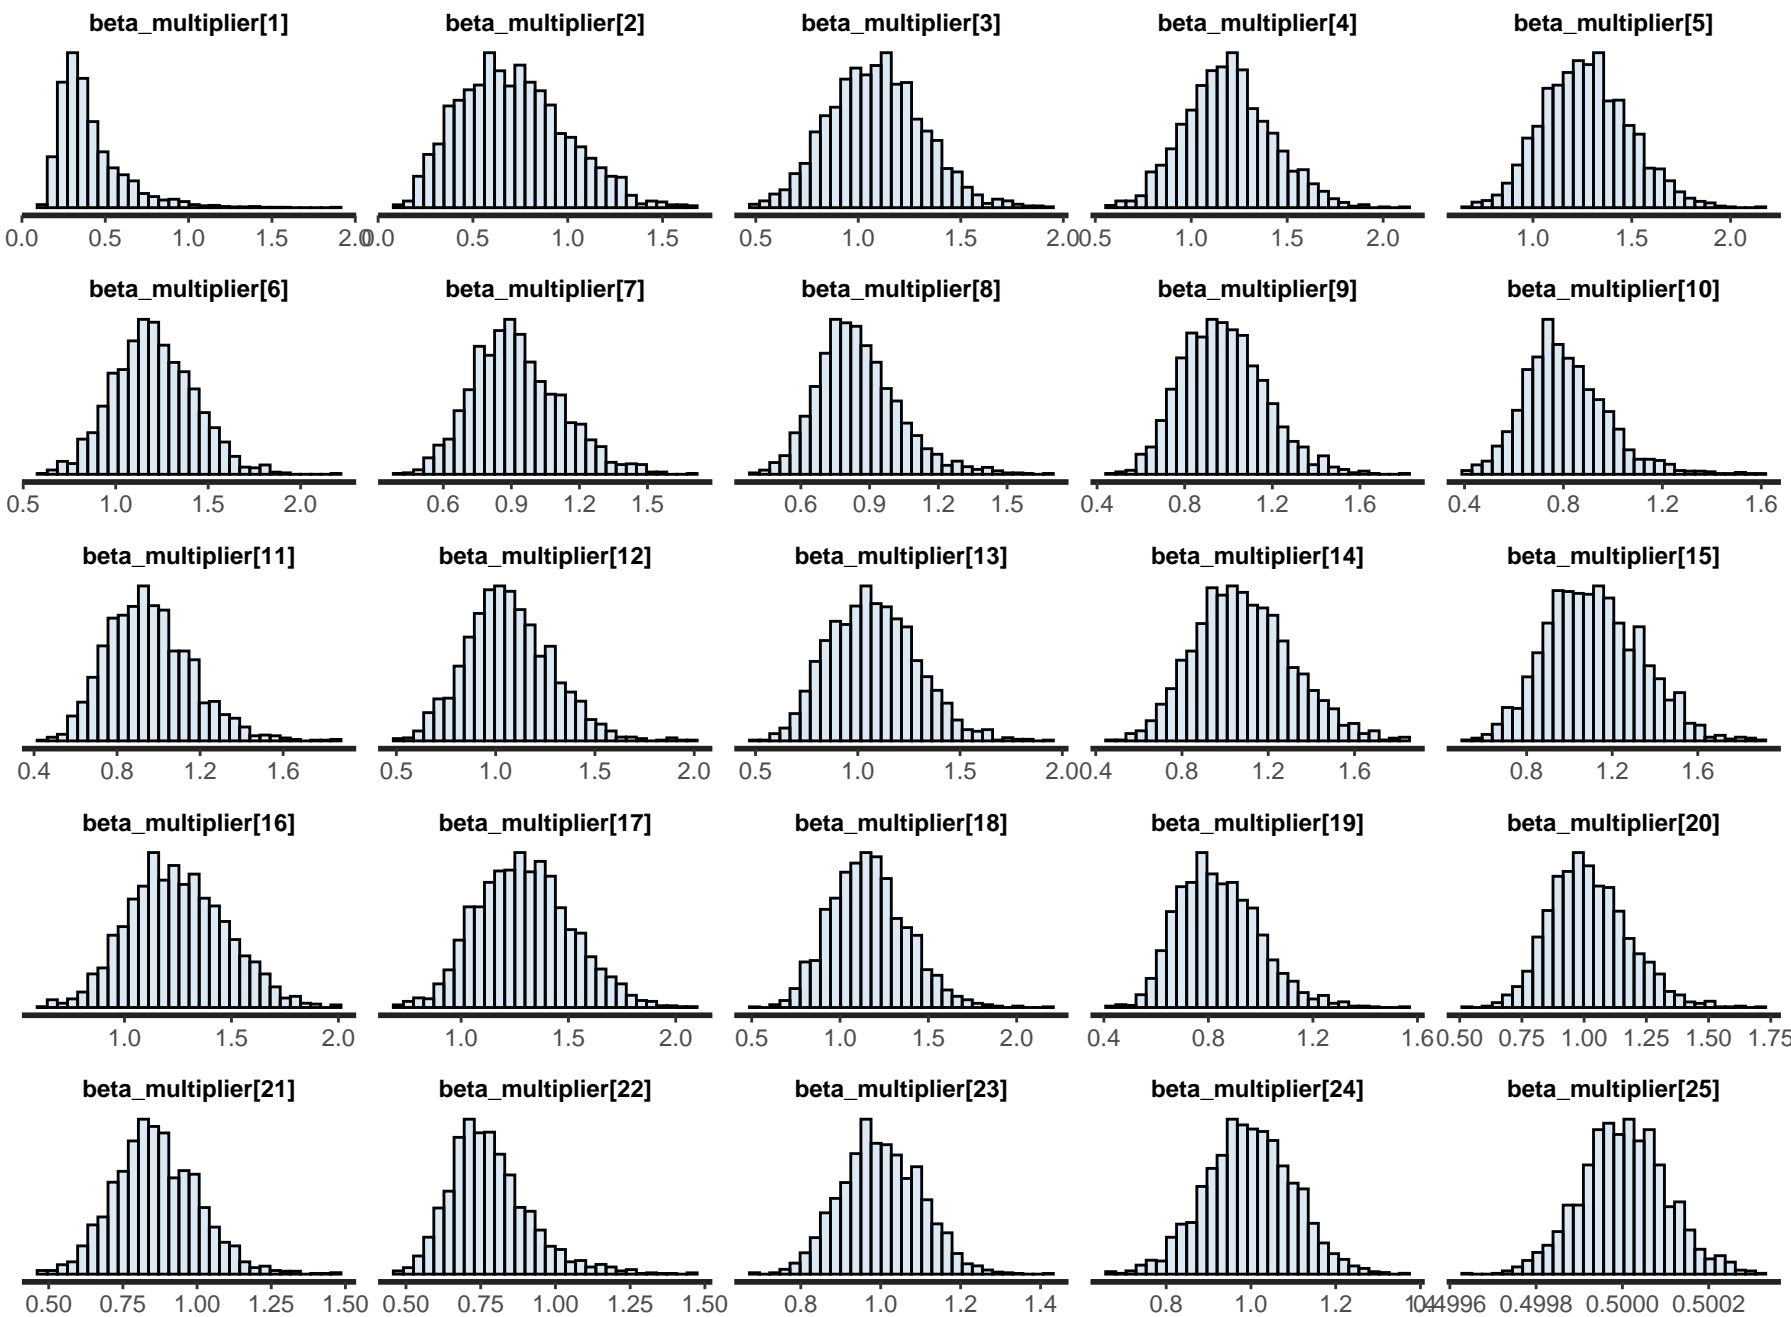 beta_multiplier[1] beta_multiplier[2] beta_multiplier[3] beta_multiplier[4] beta_multiplier[5]
0.0 0.5 1.0 1.5 2.0 0.0 0.5 1.0 1.5 0.5 1.0 1.5 2.0 0.5 1.0 1.5 2.0 1.0 1.5 2.0
beta_multiplier[6] beta_multiplier[7] beta_multiplier[8] beta_multiplier[9] beta_multiplier[10]
0.5 1.0 1.5 2.0 0.6 0.9 1.2 1.5 0.6 0.9 1.2 1.5 0.4 0.8 1.2 1.6 0.4 0.8 1.2 1.6
beta_multiplier[11] beta_multiplier[12] beta_multiplier[13] beta_multiplier[14] beta_multiplier[15]
0.4 0.8 1.2 1.6 0.5 1.0 1.5 2.0 0.5 1.0 1.5 2.0 0.4 0.8 1.2 1.6 0.8 1.2 1.6
beta_multiplier[16] beta_multiplier[17] beta_multiplier[18] beta_multiplier[19] beta_multiplier[20]
1.0 1.5 2.0 1.0 1.5 2.0 0.5 1.0 1.5 2.0 0.4 0.8 1.2 1.6 0.50 0.75 1.00 1.25 1.50 1.75
beta_multiplier[21] beta_multiplier[22] beta_multiplier[23] beta_multiplier[24] beta_multiplier[25]
0.50 0.75 1.00 1.25 1.50 0.50 0.75 1.00 1.25 1.50 0.8 1.0 1.2 1.4 0.8 1.0 1.2 1.4 0.4996 0.4998 0.5000 0.5002